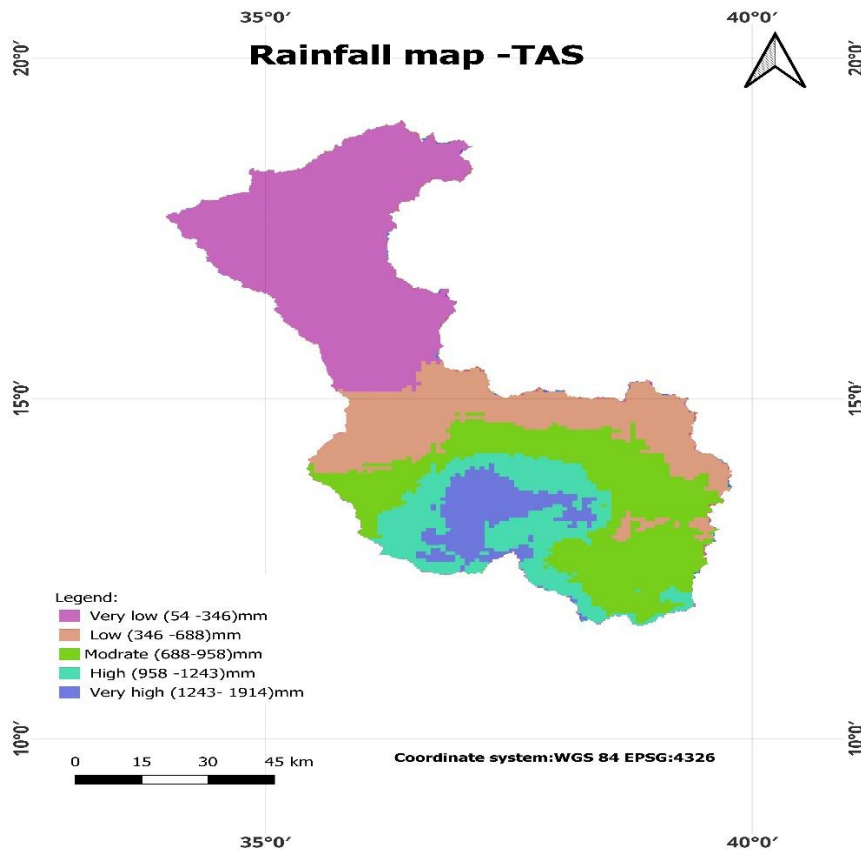 35°0′ 40°0′
20°0′ 20°0′
Rainfall map -TAS
15°0′ 15°0′
Legend:
Very low (54 -346)mm
Low (346 -688)mm
Modrate (688-958)mm
High (958 -1243)mm
Very high (1243- 1914)mm
10°0′ 10°0′
0 15 30 45 km
Coordinate system:WGS 84 EPSG:4326
35°0′ 40°0′